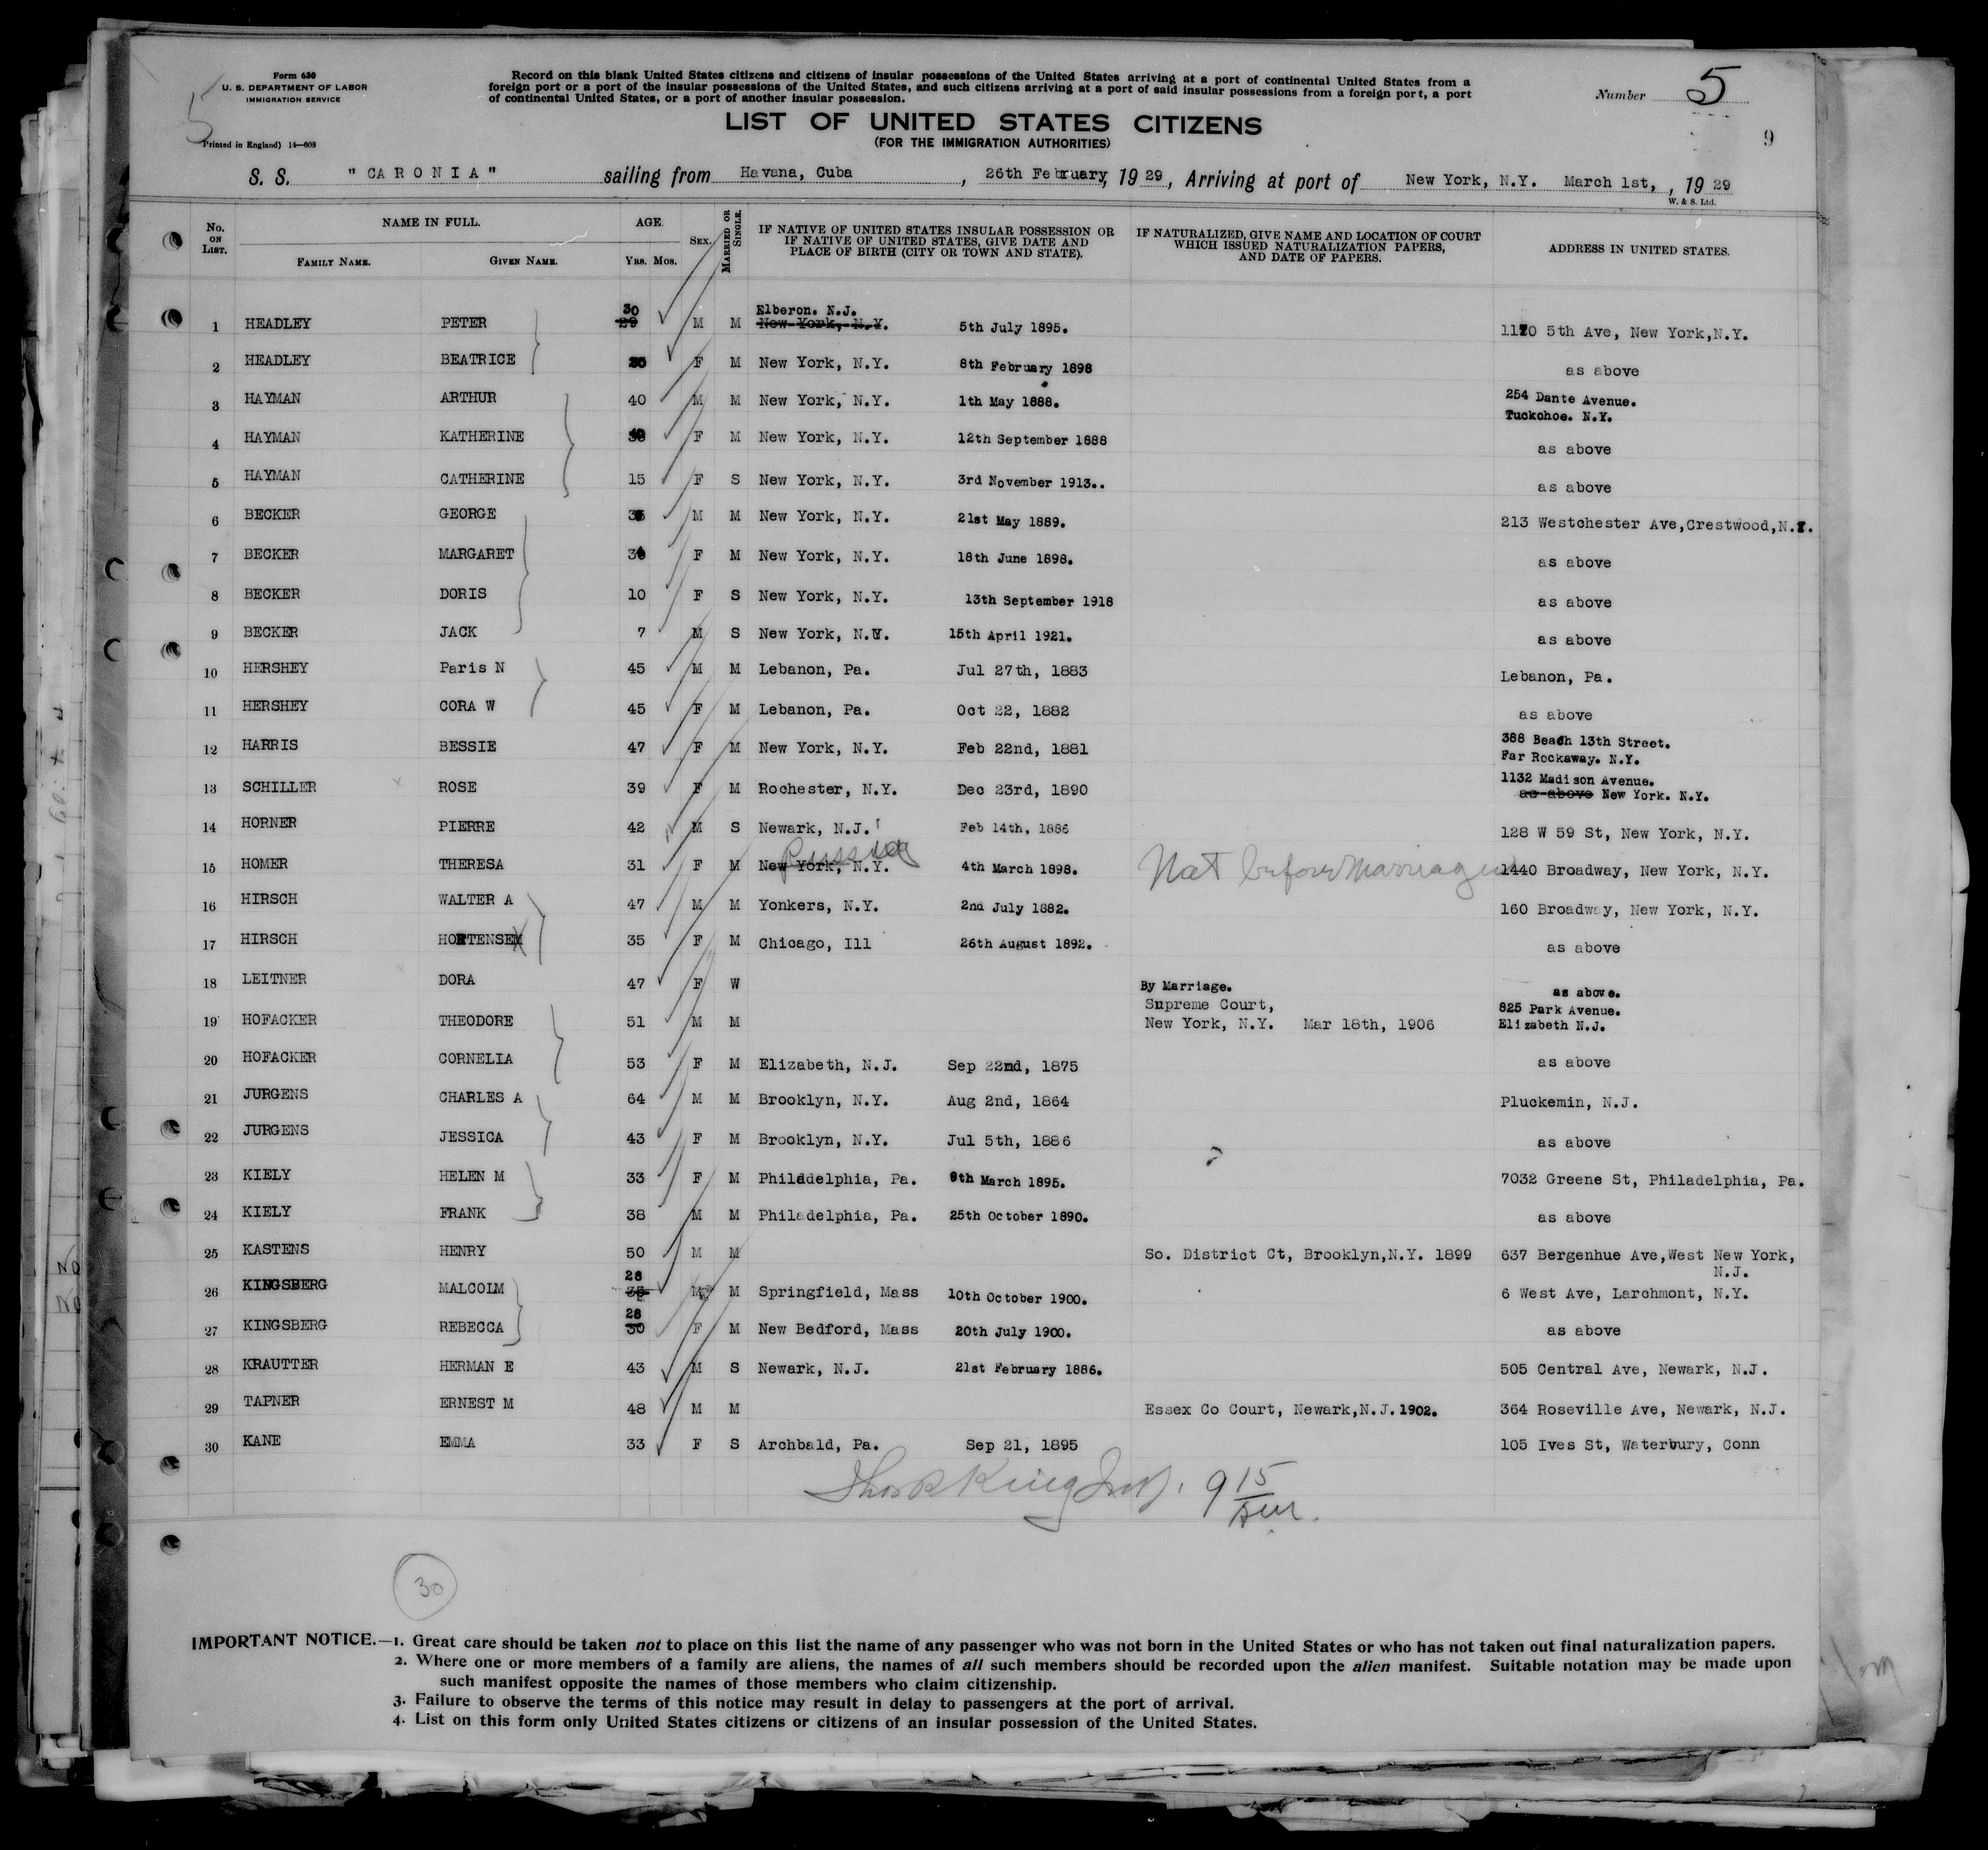 Form 630
U. S. DEPARTMENT OF LABOR
IMMIGRATION SERVICE
Printed in England) 14—608
Record on this blank United States citizens and citizens of insular possessions of the United States arriving at a port of continental United States from a
foreign port or a port of the insular possessions of the United States, and such citizens arriving at a port of said insular possessions from a foreign port, a port
of continental United States, or a port of another insular possession.
Number 5
5
9
LIST OF UNITED STATES CITIZENS
(FOR THE IMMIGRATION AUTHORITIES)
S. S. "CARONIA" sailing from Havana, Cuba, 26th February, 1929, Arriving at port of New York, N.Y. March 1st, , 1929
W. & S. Ltd.
No. ON LIST. NAME IN FULL. FAMILY NAME. GIVEN NAME. AGE. YRS. MOS. SEX. MARRIED OR SINGLE. IF NATIVE OF UNITED STATES INSULAR POSSESSION OR IF NATIVE OF UNITED STATES, GIVE DATE AND PLACE OF BIRTH (CITY OR TOWN AND STATE). IF NATURALIZED, GIVE NAME AND LOCATION OF COURT WHICH ISSUED NATURALIZATION PAPERS, AND DATE OF PAPERS. ADDRESS IN UNITED STATES.
30 Elberon. N.J.
1 HEADLEY PETER 29 M M New York, N.Y. 5th July 1895. 1170 5th Ave, New York,N.Y.
2 HEADLEY BEATRICE 30 F M New York, N.Y. 8th February 1898 as above
3 HAYMAN ARTHUR 40 M M New York, N.Y. 1th May 1888. 254 Dante Avenue.
Tuckohoe. N.Y.
4 HAYMAN KATHERINE F M New York, N.Y. 12th September 1888 as above
5 HAYMAN CATHERINE 15 F S New York, N.Y. 3rd November 1913.. as above
6 BECKER GEORGE M M New York, N.Y. 21st May 1889. 213 Westchester Ave,Crestwood,N.Y.
7 BECKER MARGARET F M New York, N.Y. 18th June 1898. as above
8 BECKER DORIS 10 F S New York, N.Y. 13th September 1918 as above
9 BECKER JACK 7 M S New York, N.Y. 15th April 1921. as above
10 HERSHEY Paris N 45 M M Lebanon, Pa. Jul 27th, 1883 Lebanon, Pa.
11 HERSHEY CORA W 45 F M Lebanon, Pa. Oct 22, 1882 as above
12 HARRIS BESSIE 47 F M New York, N.Y. Feb 22nd, 1881 388 Beach 13th Street.
Far Rockaway. N.Y.
13 SCHILLER ROSE 39 F M Rochester, N.Y. Dec 23rd, 1890 1132 Madison Avenue.
as above New York. N.Y.
14 HORNER PIERRE 42 M S Newark, N.J. Feb 14th, 1886 128 W 59 St, New York, N.Y.
Russia
15 HOMER THERESA 31 F M New York, N.Y. 4th March 1898. Nat before Marriage 1440 Broadway, New York, N.Y.
16 HIRSCH WALTER A 47 M M Yonkers, N.Y. 2nd July 1882. 160 Broadway, New York, N.Y.
17 HIRSCH HORTENSE 35 F M Chicago, Ill 26th August 1892. as above
18 LEITNER DORA 47 F W By Marriage. as above.
19 HOFACKER THEODORE 51 M M Supreme Court, 825 Park Avenue.
New York, N.Y. Mar 18th, 1906 Elizabeth N.J.
20 HOFACKER CORNELIA 53 F M Elizabeth, N.J. Sep 22nd, 1875 as above
21 JURGENS CHARLES A 64 M M Brooklyn, N.Y. Aug 2nd, 1864 Pluckemin, N.J.
22 JURGENS JESSICA 43 F M Brooklyn, N.Y. Jul 5th, 1886 as above
23 KIELY HELEN M 33 F M Philadelphia, Pa. 8th March 1895. 7032 Greene St, Philadelphia, Pa.
24 KIELY FRANK 38 M M Philadelphia, Pa. 25th October 1890. as above
25 KASTENS HENRY 50 M M So. District Ct, Brooklyn,N.Y. 1899 637 Bergenhue Ave,West New York,
N.J.
28
26 KINGSBERG MALCOLM M M Springfield, Mass 10th October 1900. 6 West Ave, Larchmont, N.Y.
28
27 KINGSBERG REBECCA 30 F M New Bedford, Mass 20th July 1900. as above
28 KRAUTTER HERMAN E 43 M S Newark, N.J. 21st February 1886. 505 Central Ave, Newark, N.J.
29 TAPNER ERNEST M 48 M M Essex Co Court, Newark,N.J.1902. 364 Roseville Ave, Newark, N.J.
30 KANE EMMA 33 F S Archbald, Pa. Sep 21, 1895 105 Ives St, Waterbury, Conn
King 9 15
30
IMPORTANT NOTICE.—1. Great care should be taken not to place on this list the name of any passenger who was not born in the United States or who has not taken out final naturalization papers.
2. Where one or more members of a family are aliens, the names of all such members should be recorded upon the alien manifest. Suitable notation may be made upon
such manifest opposite the names of those members who claim citizenship.
3. Failure to observe the terms of this notice may result in delay to passengers at the port of arrival.
4. List on this form only United States citizens or citizens of an insular possession of the United States.